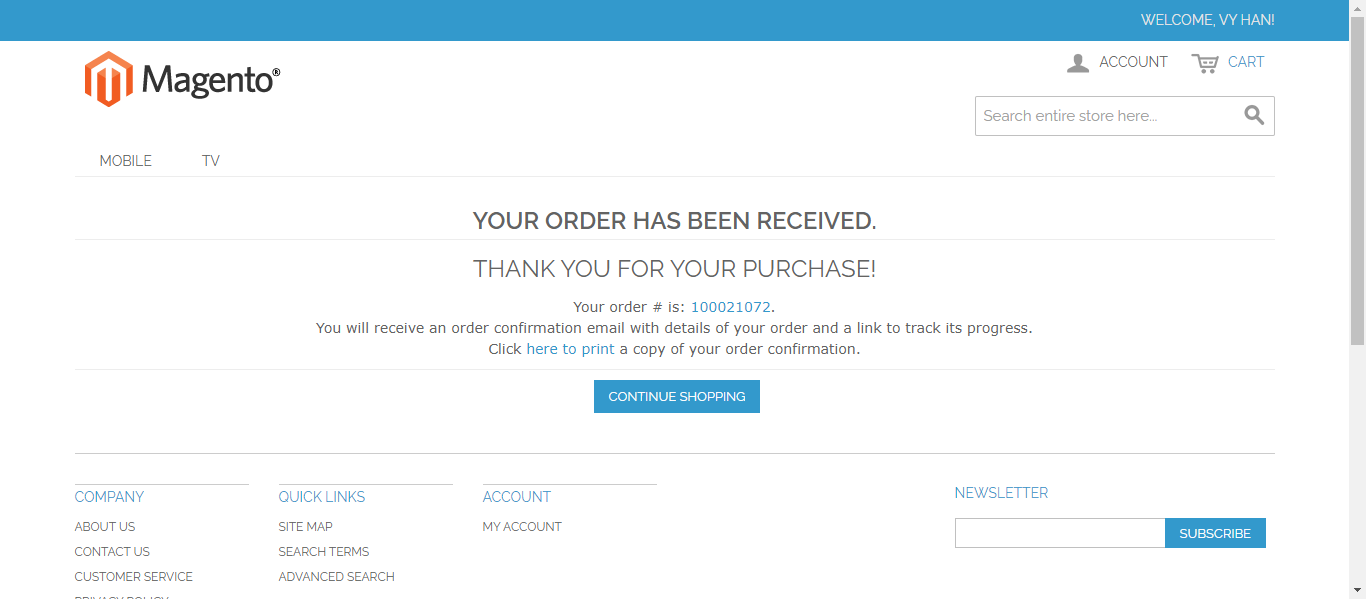 WELCOME, VY HAN!
Magento®
ACCOUNT CART
Search entire store here...
MOBILE TV
YOUR ORDER HAS BEEN RECEIVED.
THANK YOU FOR YOUR PURCHASE!
Your order # is: 100021072.
You will receive an order confirmation email with details of your order and a link to track its progress.
Click here to print a copy of your order confirmation.
CONTINUE SHOPPING
COMPANY
ABOUT US
CONTACT US
CUSTOMER SERVICE
PRIVACY POLICY
QUICK LINKS
SITE MAP
SEARCH TERMS
ADVANCED SEARCH
ACCOUNT
MY ACCOUNT
NEWSLETTER
SUBSCRIBE